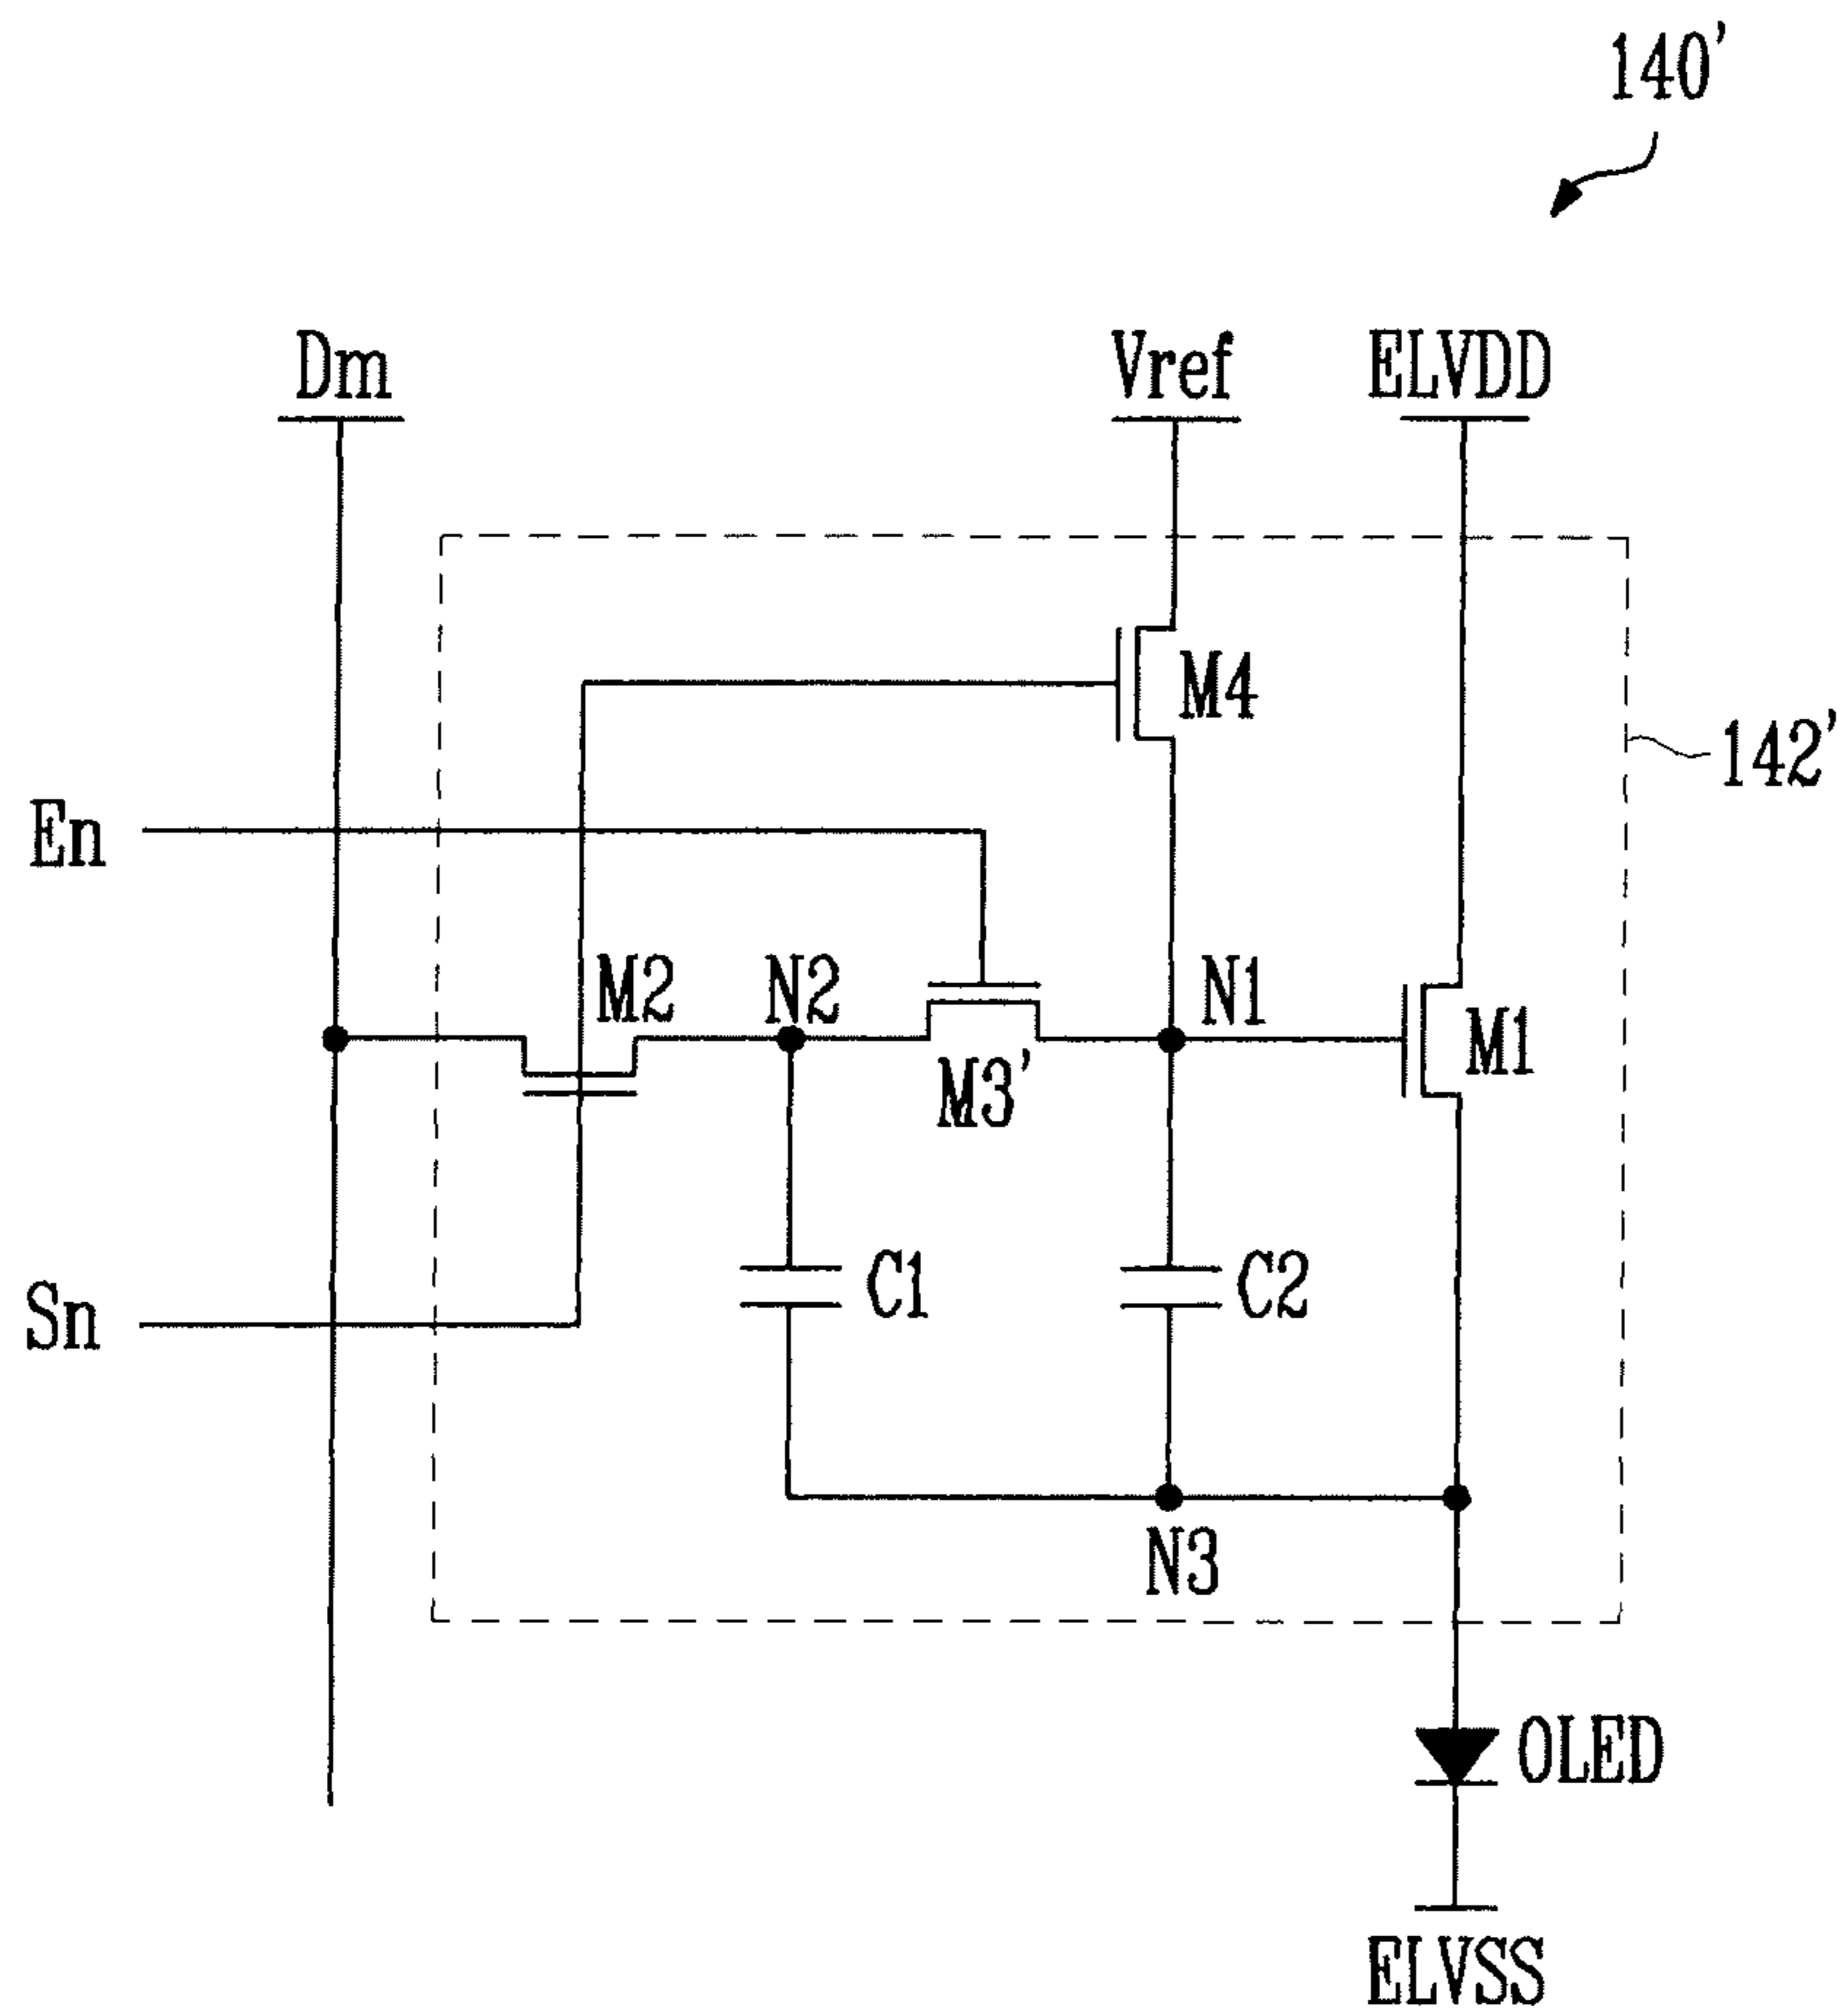 140'
Dm
Vref
ELVDD
M4
142'
En
M2
N2
N1
M3'
M1
C1
C2
Sn
N3
OLED
ELVSS